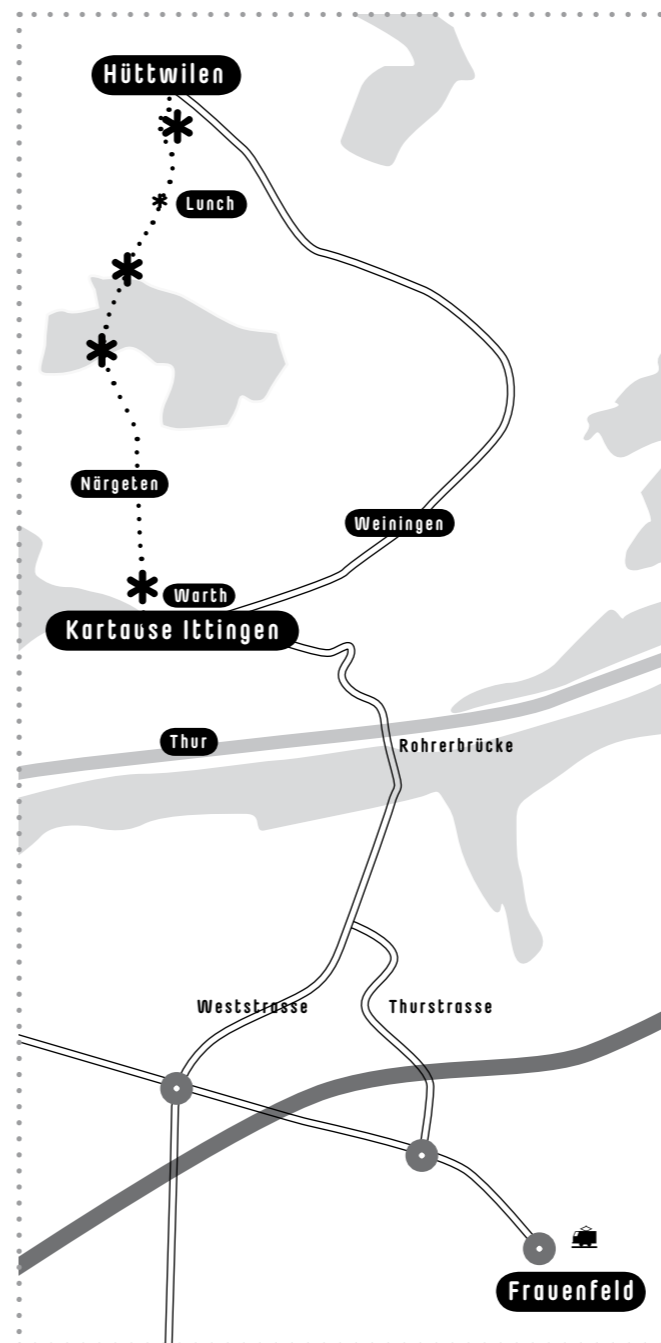 Hüttwilen
Lunch
Närgeten
Weiningen
Warth
Kartause Ittingen
Thur
Rohrerbrücke
Weststrasse
Thurstrasse
Frauenfeld